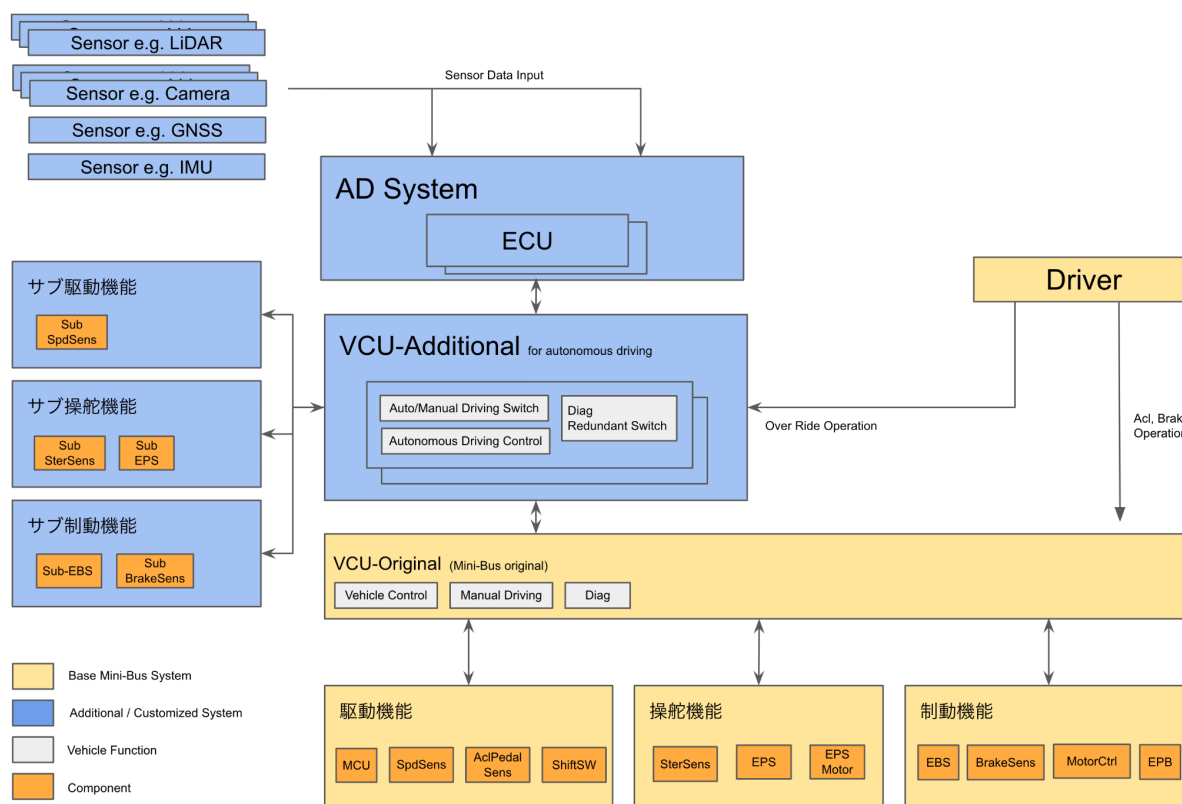 Sensor e.g. LiDAR
Sensor e.g. Camera
Sensor e.g. GNSS
Sensor e.g. IMU
Sensor Data Input
AD System
ECU
サブ駆動機能
Sub
SpdSens
サブ操舵機能
Sub
SterSens
Sub
EPS
サブ制動機能
Sub-EBS
Sub
BrakeSens
VCU-Additional for autonomous driving
Auto/Manual Driving Switch
Autonomous Driving Control
Diag
Redundant Switch
Driver
Over Ride Operation
Acl, Brak
Operation
VCU-Original (Mini-Bus original)
Vehicle Control
Manual Driving
Diag
駆動機能
MCU
SpdSens
AclPedal
Sens
ShiftSW
操舵機能
SterSens
EPS
EPS
Motor
制動機能
EBS
BrakeSens
MotorCtrl
EPB
Base Mini-Bus System
Additional / Customized System
Vehicle Function
Component